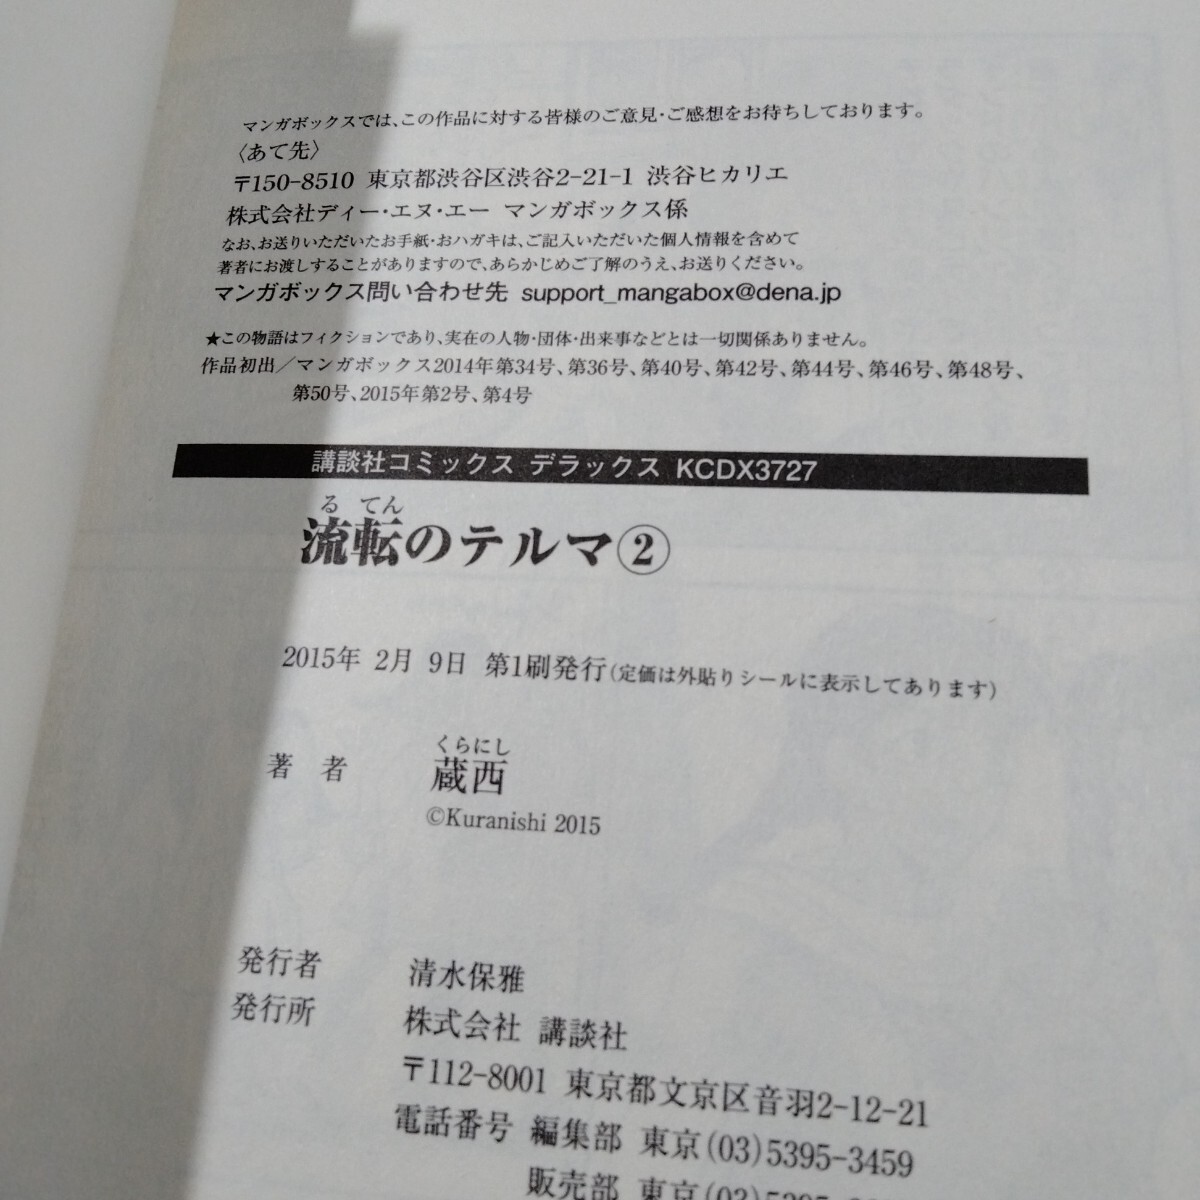 マンガボックスでは、この作品に対する皆様のご意見・ご感想をお待ちしております。
〈あて先〉
〒150-8510 東京都渋谷区渋谷2-21-1 渋谷ヒカリエ
株式会社ディー・エヌ・エー マンガボックス係
なお、お送りいただいたお手紙・おハガキは、ご記入いただいた個人情報を含めて
著者にお渡しすることがありますので、あらかじめご了解のうえ、お送りください。
マンガボックス問い合わせ先 support_mangabox@dena.jp
★この物語はフィクションであり、実在の人物・団体・出来事などとは一切関係ありません。
作品初出／マンガボックス2014年第34号、第36号、第40号、第42号、第44号、第46号、第48号、
第50号、2015年第2号、第4号
講談社コミックス デラックス KCDX3727
る てん
流転のテルマ②
2015年 2月 9日 第1刷発行（定価は外貼りシールに表示してあります）
くらにし
著 者 蔵西
©Kuranishi 2015
発行者 清水保雅
発行所 株式会社 講談社
〒112-8001 東京都文京区音羽2-12-21
電話番号 編集部 東京(03)5395-3459
販売部 東京(03)